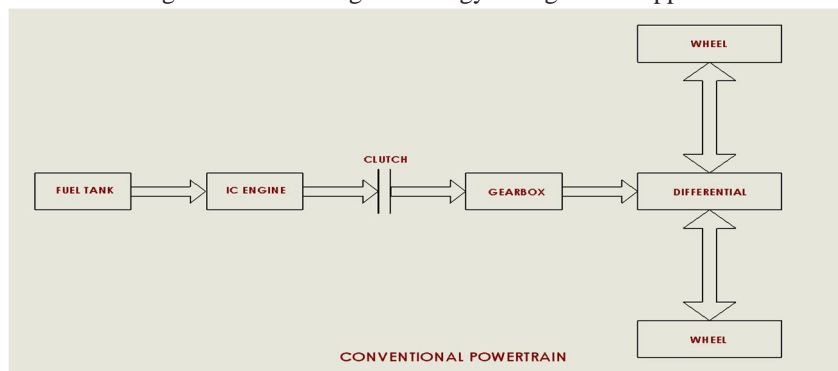 WHEEL
CLUTCH
FUEL TANK
IC ENGINE
GEARBOX
DIFFERENTIAL
WHEEL
CONVENTIONAL POWERTRAIN